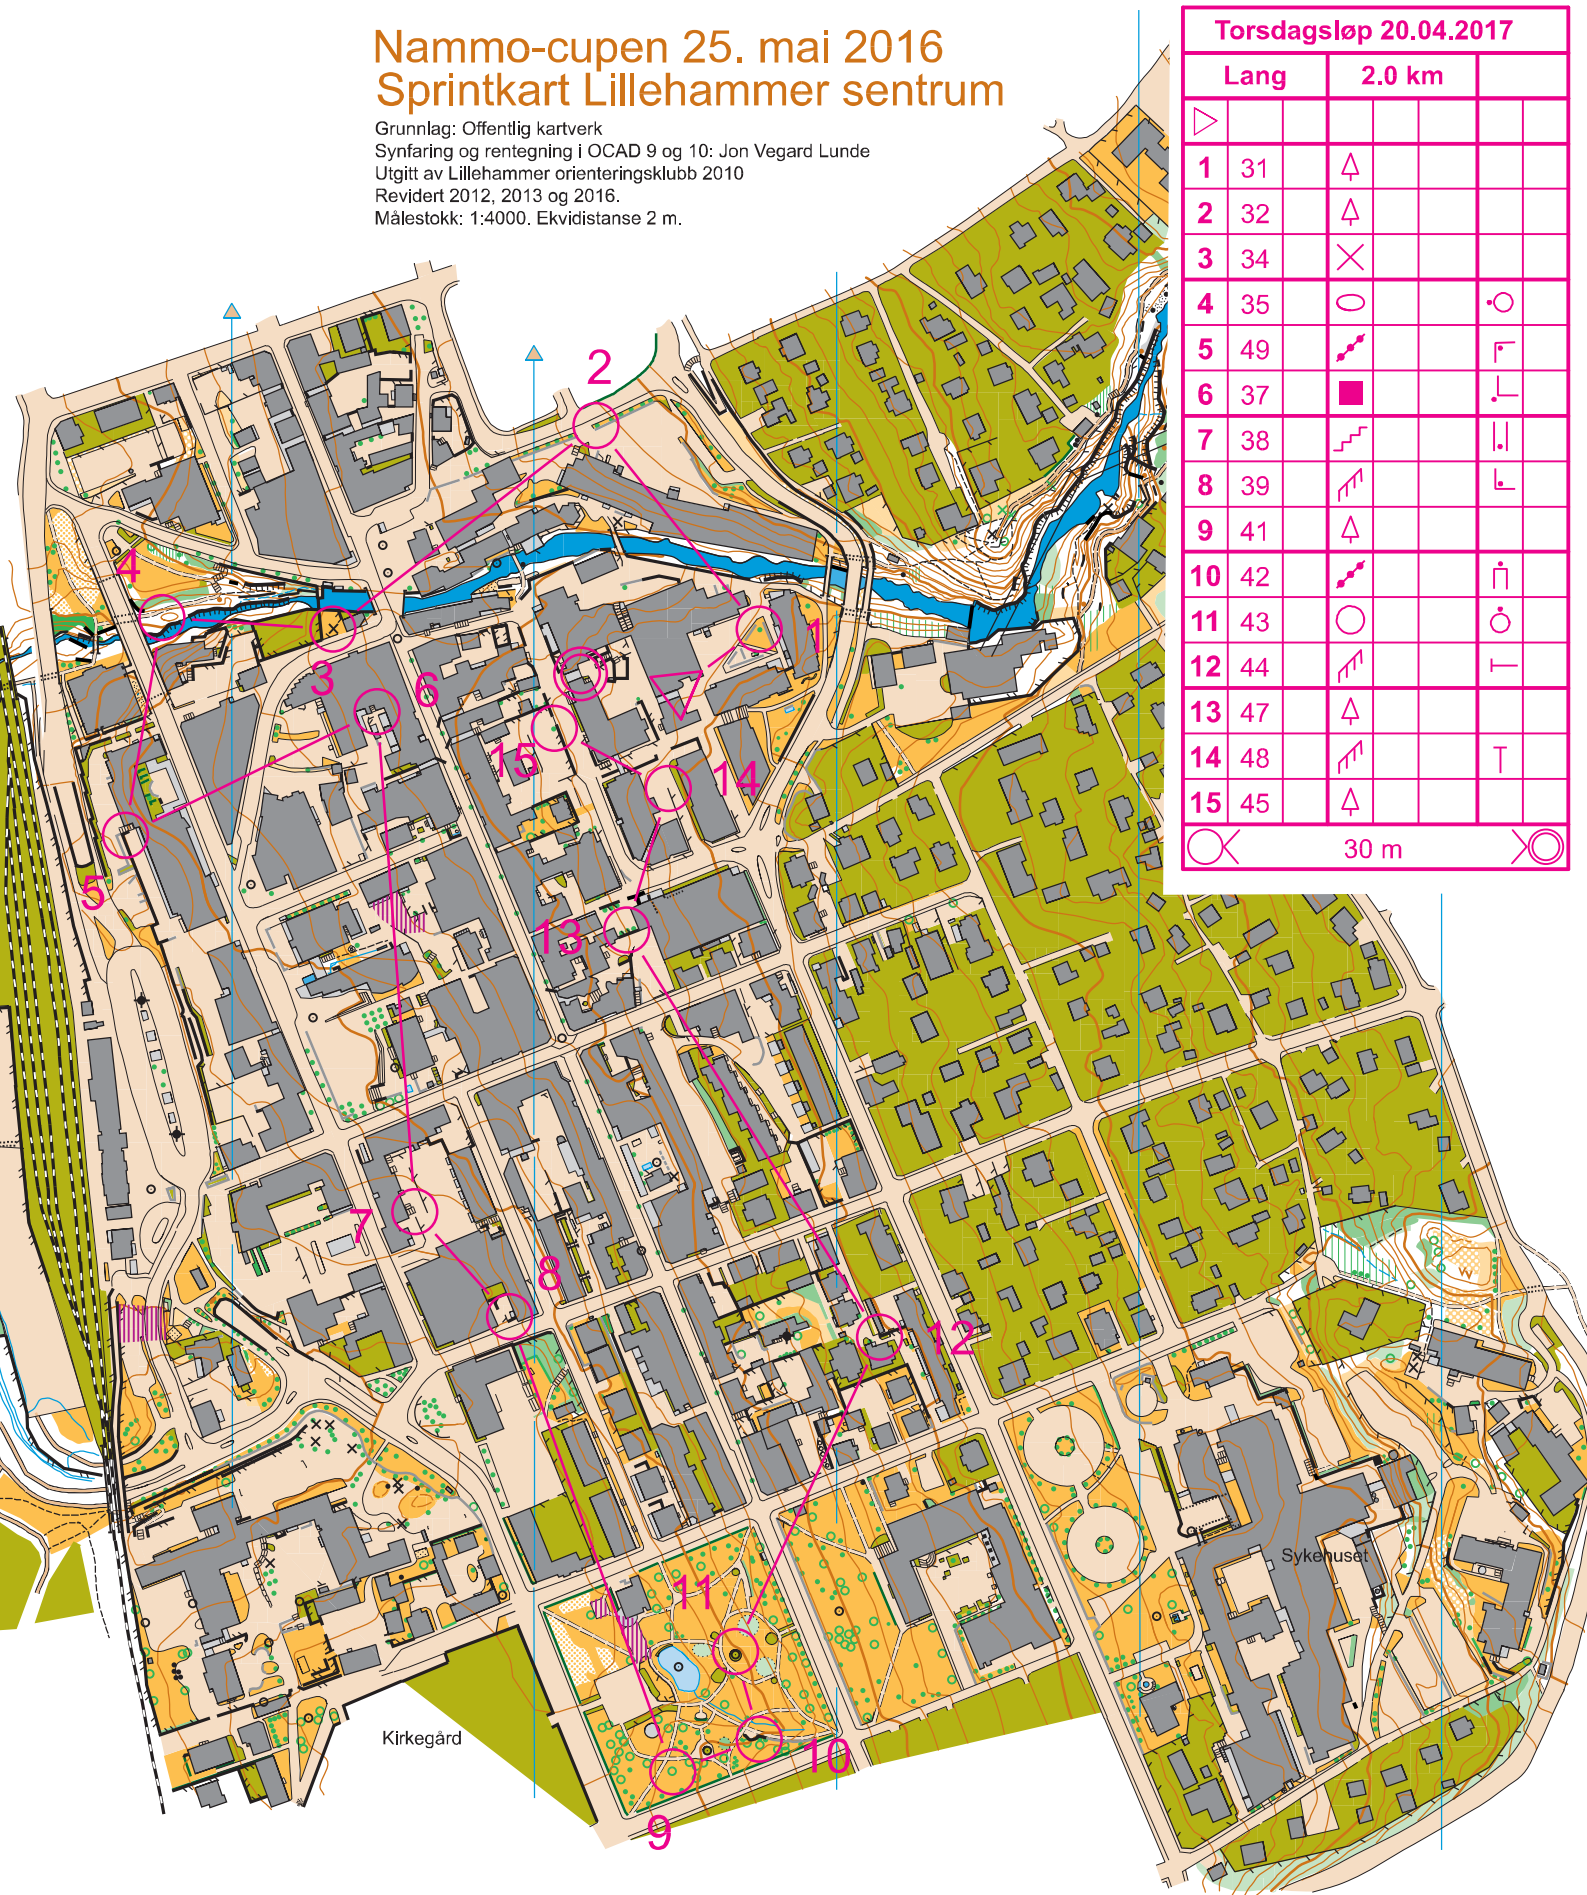 Nammo-cupen 25. mai 2016
Sprintkart Lillehammer sentrum
Grunnlag: Offentlig kartverk
Synfaring og rentegning i OCAD 9 og 10: Jon Vegard Lunde
Utgitt av Lillehammer orienteringsklubb 2010
Revidert 2012, 2013 og 2016.
Målestokk: 1:4000. Ekvidistanse 2 m.
Torsdagsløp 20.04.2017
Lang 2.0 km
1 31
2 32
3 34
4 35
5 49
6 37
7 38
8 39
9 41
10 42
11 43
12 44
13 47
14 48
15 45
30 m
2
4
1
3
6
15
14
5
13
7
8
12
Sykehuset
11
Kirkegård
10
9